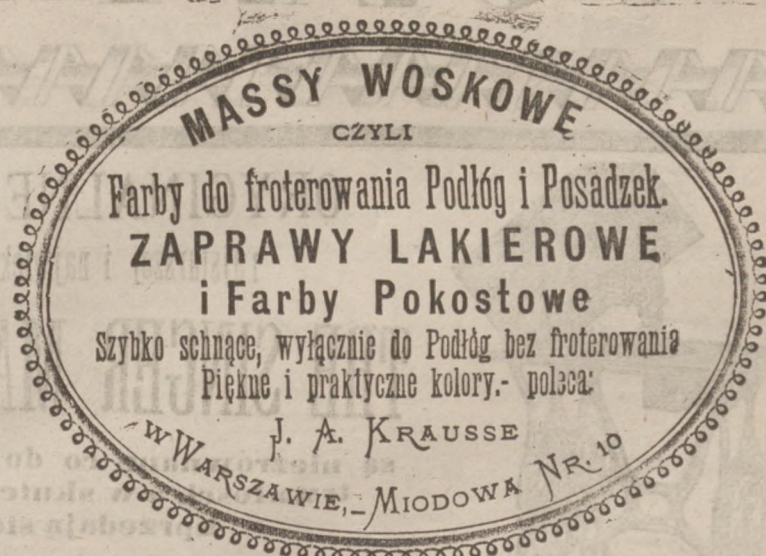 MASSY WOSKOWE
CZYLI
Farby do froterowania Podłóg i Posadzek.
ZAPRAWY LAKIEROWE
i Farby Pokostowe
Szybko schnące, wyłącznie do Podłóg bez froterowania
Piękne i praktyczne kolory.- poleca:
J. A. KRAUSSE
w WARSZAWIE,_ MIODOWA NR. 10